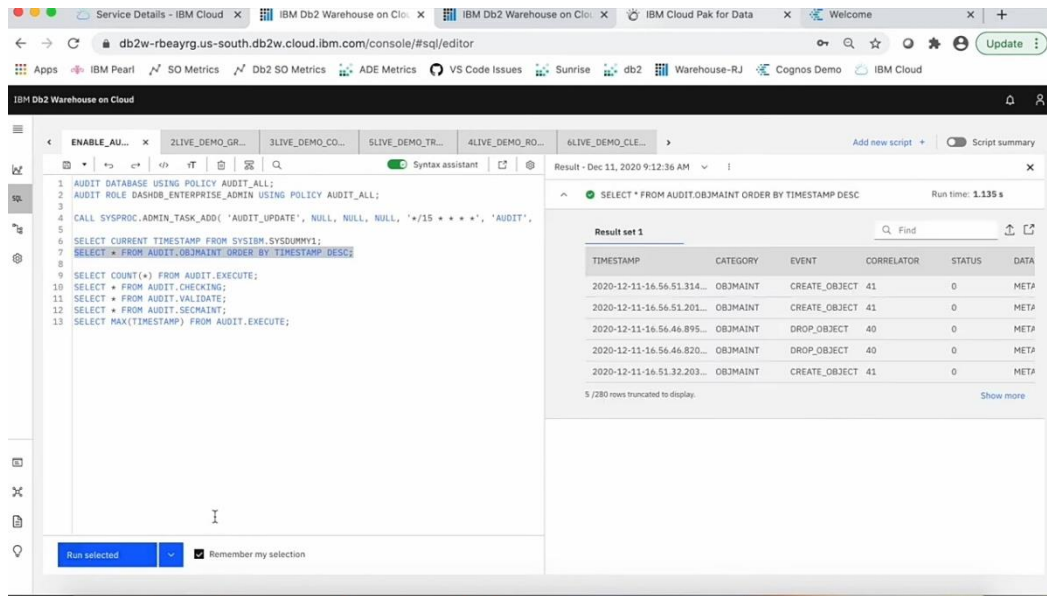 Service Details - IBM Cloud X
IBM Db2 Warehouse on Clou X
IBM Db2 Warehouse on Clou X
IBM Cloud Pak for Data X
Welcome X +
db2w-rbeayrg.us-south.db2w.cloud.ibm.com/console/#sql/editor
Update
Apps IBM Pearl SO Metrics Db2 SO Metrics ADE Metrics VS Code Issues Sunrise db2 Warehouse-RJ Cognos Demo IBM Cloud
IBM Db2 Warehouse on Cloud
ENABLE_AU... × 2LIVE_DEMO_GR... 3LIVE_DEMO_CO... 5LIVE_DEMO_TR... 4LIVE_DEMO_RO... 6LIVE_DEMO_CLE... Add new script + Script summary
Syntax assistant
SQL
1 AUDIT DATABASE USING POLICY AUDIT_ALL;
2 AUDIT ROLE DASHDB_ENTERPRISE_ADMIN USING POLICY AUDIT_ALL;
3
4 CALL SYSPROC.ADMIN_TASK_ADD( 'AUDIT_UPDATE', NULL, NULL, NULL, '*/15 * * * *', 'AUDIT',
5
6 SELECT CURRENT TIMESTAMP FROM SYSIBM.SYSDUMMY1;
7 SELECT * FROM AUDIT.OBJMAINT ORDER BY TIMESTAMP DESC;
8
9 SELECT COUNT(*) FROM AUDIT.EXECUTE;
10 SELECT * FROM AUDIT.CHECKING;
11 SELECT * FROM AUDIT.VALIDATE;
12 SELECT * FROM AUDIT.SECMAINT;
13 SELECT MAX(TIMESTAMP) FROM AUDIT.EXECUTE;
Run selected
Remember my selection
Result - Dec 11, 2020 9:12:36 AM
SELECT * FROM AUDIT.OBJMAINT ORDER BY TIMESTAMP DESC Run time: 1.135 s
Result set 1 Find
TIMESTAMP CATEGORY EVENT CORRELATOR STATUS DATA
2020-12-11-16.56.51.314... OBJMAINT CREATE_OBJECT 41 0 META
2020-12-11-16.56.51.201... OBJMAINT CREATE_OBJECT 41 0 META
2020-12-11-16.56.46.895... OBJMAINT DROP_OBJECT 40 0 META
2020-12-11-16.56.46.820... OBJMAINT DROP_OBJECT 40 0 META
2020-12-11-16.51.32.203... OBJMAINT CREATE_OBJECT 41 0 META
5 /280 rows truncated to display. Show more